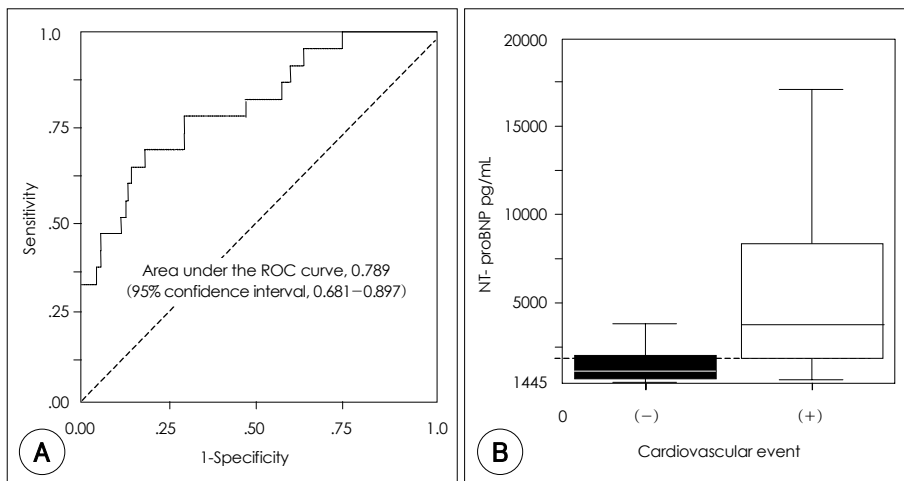 1.0
.75
.50
.25
.00
Sensitivity
Area under the ROC curve, 0.789
(95% confidence interval, 0.681–0.897)
0.00 .25 .50 .75 1.0
1-Specificity
A
20000
15000
10000
5000
1445
NT- proBNP pg/mL
0 (–) (+)
Cardiovascular event
B